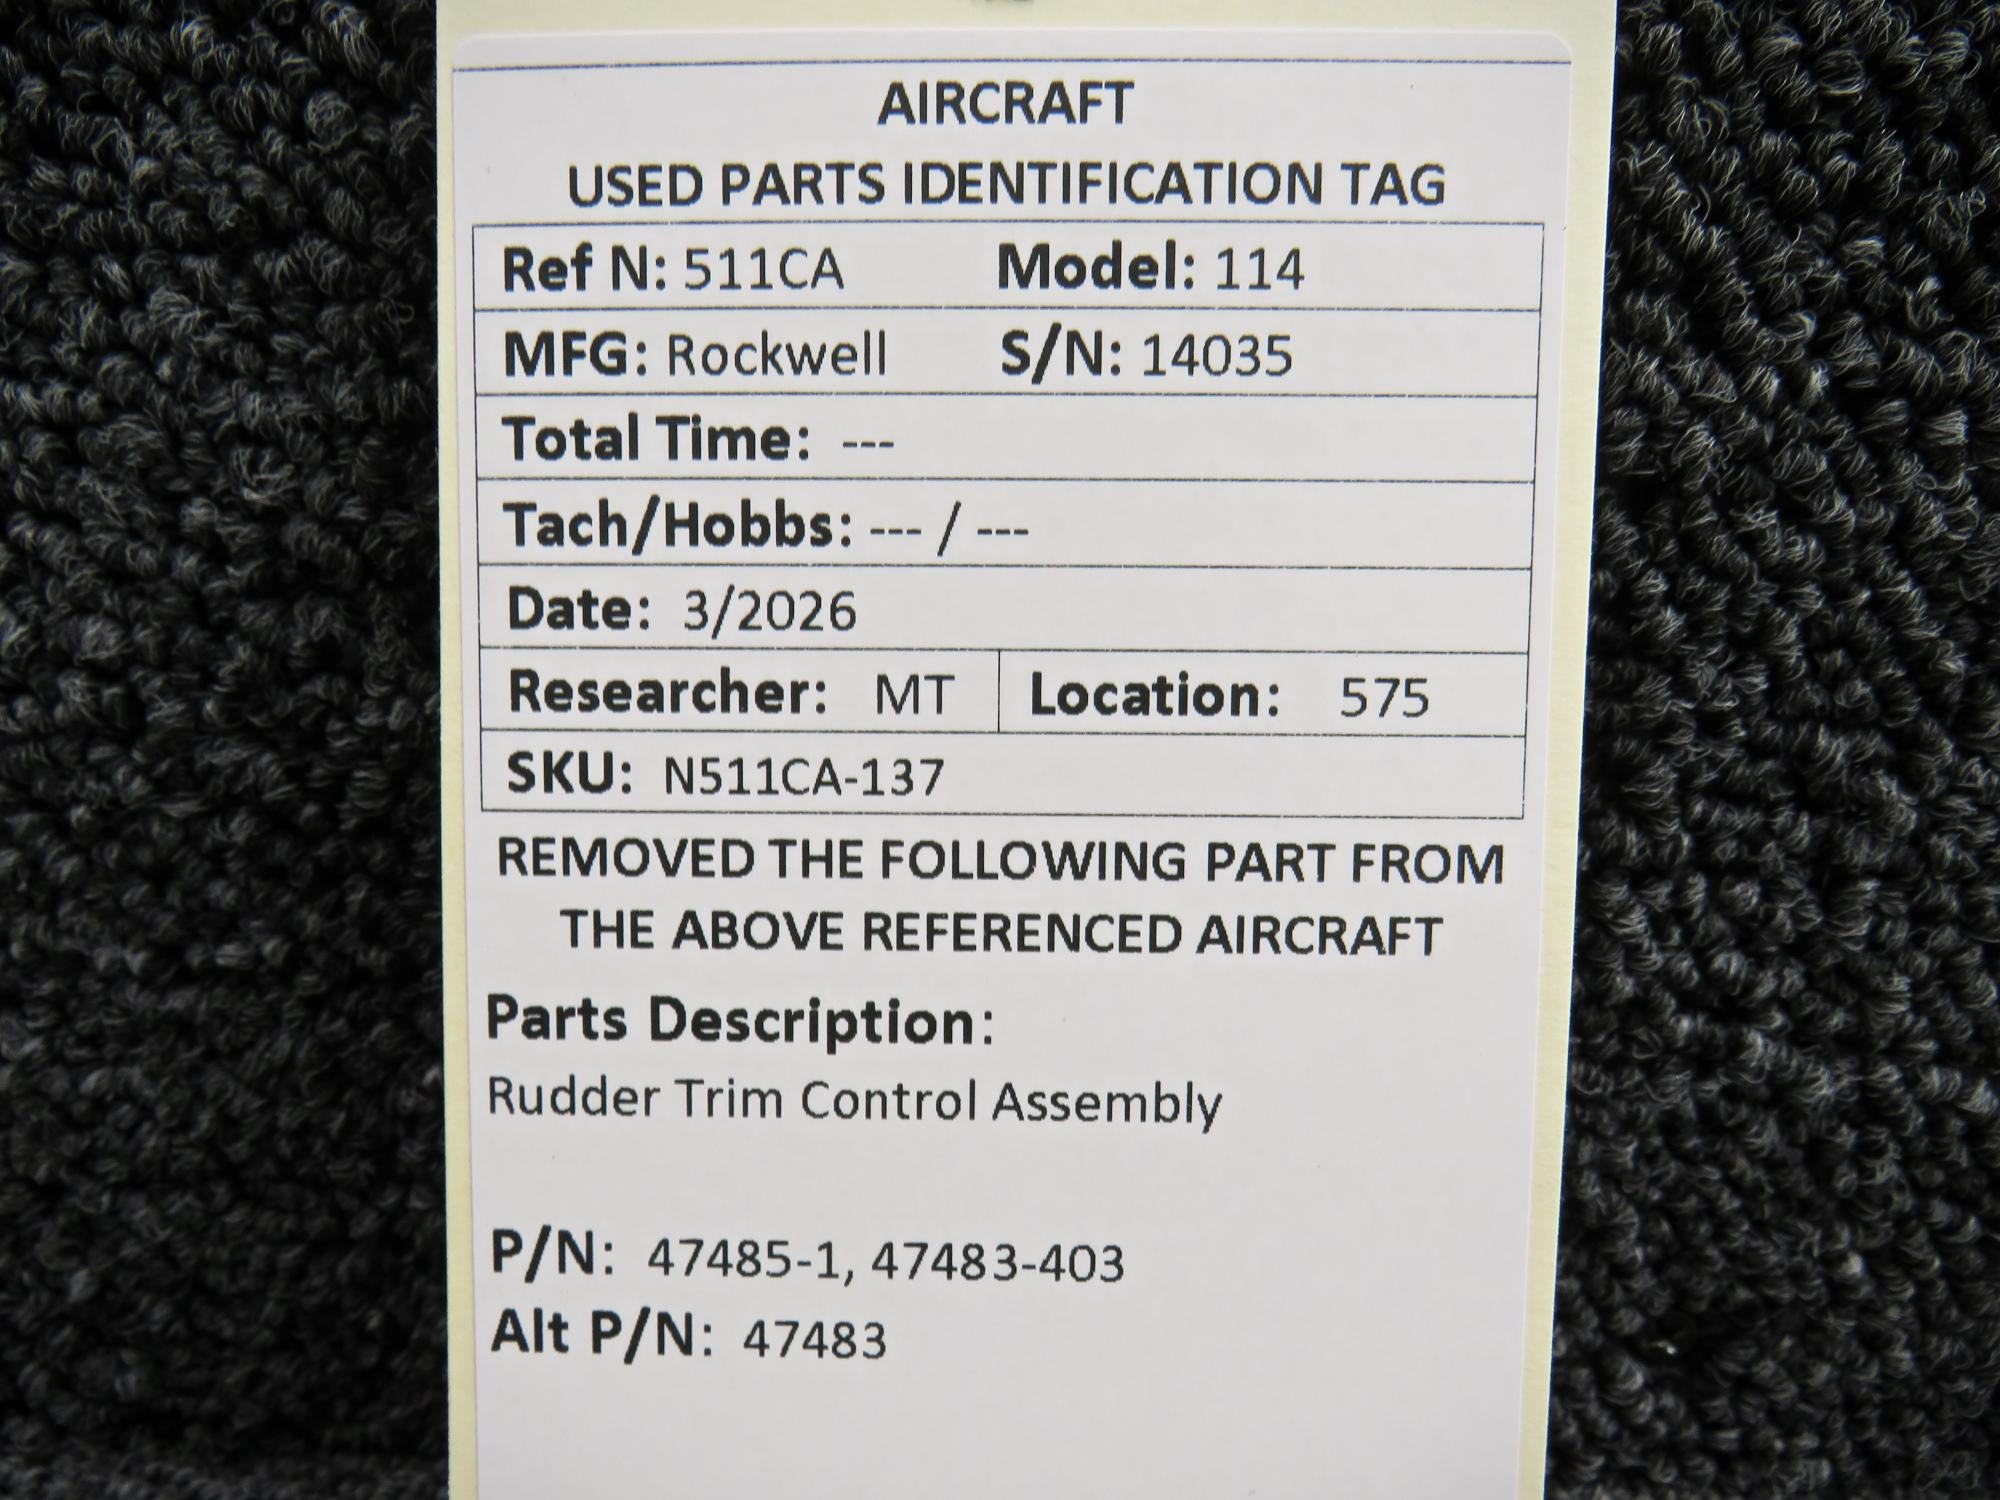 AIRCRAFT
USED PARTS IDENTIFICATION TAG
Ref N: 511CA Model: 114
MFG: Rockwell S/N: 14035
Total Time: ---
Tach/Hobbs: --- / ---
Date: 3/2026
Researcher: MT Location: 575
SKU: N511CA-137
REMOVED THE FOLLOWING PART FROM
THE ABOVE REFERENCED AIRCRAFT
Parts Description:
Rudder Trim Control Assembly
P/N: 47485-1, 47483-403
Alt P/N: 47483